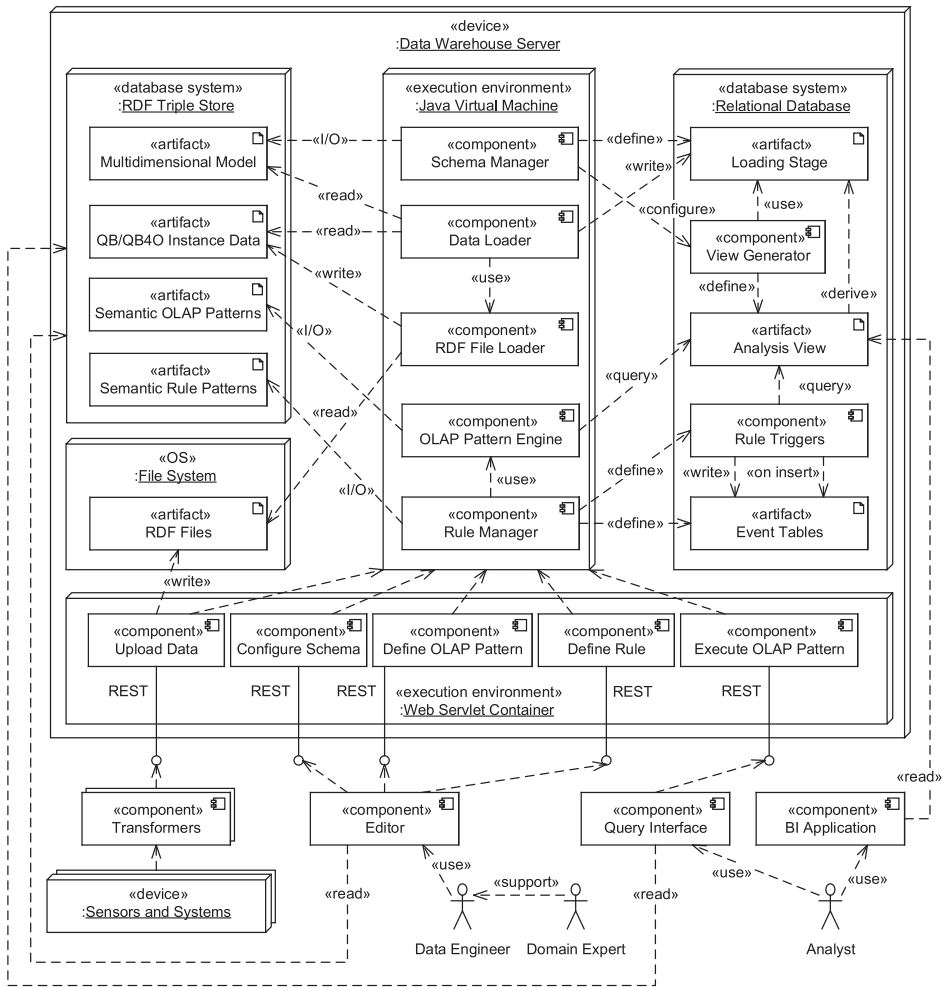 «device»
:Data Warehouse Server
«database system»
:RDF Triple Store
«artifact»
Multidimensional Model
«artifact»
QB/QB4O Instance Data
«artifact»
Semantic OLAP Patterns
«artifact»
Semantic Rule Patterns
«OS»
:File System
«artifact»
RDF Files
«write»
«I/O»
«read»
«read»
«write»
«I/O»
«read»
«I/O»
«execution environment»
:Java Virtual Machine
«component»
Schema Manager
«component»
Data Loader
«use»
«component»
RDF File Loader
«component»
OLAP Pattern Engine
«use»
«component»
Rule Manager
«define»
«write»
«configure»
«query»
«define»
«define»
«database system»
:Relational Database
«artifact»
Loading Stage
«use»
«component»
View Generator
«define»
«derive»
«artifact»
Analysis View
«query»
«component»
Rule Triggers
«write»
«on insert»
«artifact»
Event Tables
«component»
Upload Data
«component»
Configure Schema
«component»
Define OLAP Pattern
«component»
Define Rule
«component»
Execute OLAP Pattern
REST
REST
REST
REST
REST
«execution environment»
:Web Servlet Container
«component»
Transformers
«component»
Editor
«component»
Query Interface
«component»
BI Application
«read»
«device»
:Sensors and Systems
«read»
«use»
«support»
«read»
«use»
«use»
Data Engineer
Domain Expert
Analyst